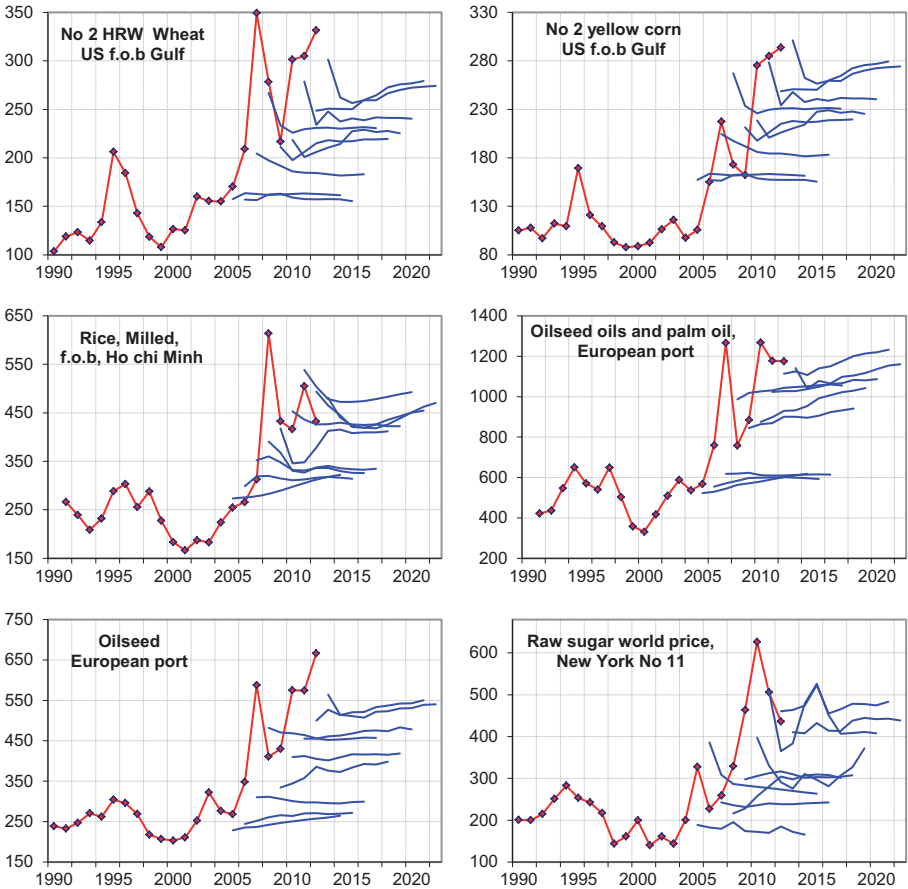 No 2 HRW Wheat
US f.o.b Gulf
350
300
250
200
150
100
1990 1995 2000 2005 2010 2015 2020
No 2 yellow corn
US f.o.b Gulf
330
280
230
180
130
80
1990 1995 2000 2005 2010 2015 2020
Rice, Milled,
f.o.b, Ho chi Minh
650
550
450
350
250
150
1990 1995 2000 2005 2010 2015 2020
Oilseed oils and palm oil,
European port
1400
1200
1000
800
600
400
200
1990 1995 2000 2005 2010 2015 2020
Oilseed
European port
750
650
550
450
350
250
150
1990 1995 2000 2005 2010 2015 2020
Raw sugar world price,
New York No 11
600
500
400
300
200
100
1990 1995 2000 2005 2010 2015 2020